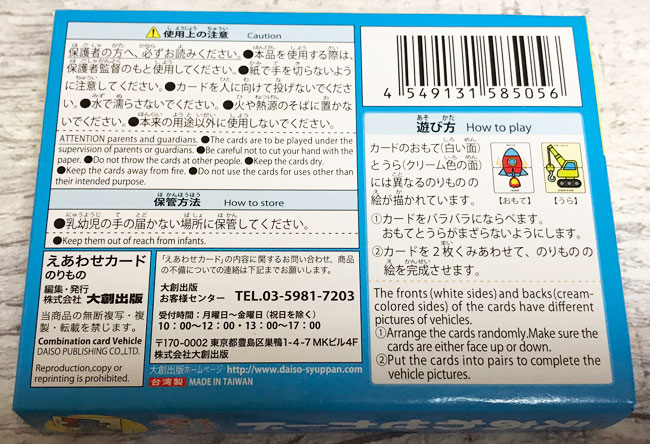 使用上の注意 Caution
保護者の方へ、必ずお読みください。●本品を使用する際は、
保護者監督のもと使用してください。●紙で手を切らないよう
に注意してください。●カードを人に向けて投げないでくださ
い。●水で濡らさないでください。●火や熱源のそばに置かな
いでください。●本来の用途以外に使用しないでください。
ATTENTION parents and guardians. ●The cards are to be played under the
supervision of parents or guardians. ●Be careful not to cut your hand with the
paper. ●Do not throw the cards at other people. ●Keep the cards dry.
●Keep the cards away from fire. ●Do not use the cards for uses other than
their intended purpose.
保管方法 How to store
●乳幼児の手の届かない場所に保管してください。
●Keep them out of reach from infants.
えあわせカード
のりもの
編集・発行
株式会社 大創出版
当商品の無断複写・複
製・転載を禁じます。
Combination card Vehicle
DAISO PUBLISHING CO.,LTD.
Reproduction,copy or
reprinting is prohibited.
「えあわせカード」の内容に関するお問い合わせ、商品
の不備についての連絡は下記までお願いします。
大創出版
お客様センター TEL.03-5981-7203
受付時間:月曜日〜金曜日(祝日を除く)
10:00〜12:00・13:00〜17:00
〒170-0002 東京都豊島区巣鴨1-4-7 MKビル4F
株式会社大創出版
大創出版ホームページ http://www.daiso-syuppan.com
台湾製 MADE IN TAIWAN
4 549131 585056
遊び方 How to play
カードのおもて(白い面)
とうら(クリーム色の面)
には異なるのりものの
絵が描かれています。
【おもて】 【うら】
①カードをバラバラにならべます。
おもてとうらがまざらないようにします。
②カードを2枚くみあわせて、のりものの
絵を完成させます。
The fronts (white sides) and backs (cream-
colored sides) of the cards have different
pictures of vehicles.
①Arrange the cards randomly. Make sure the
cards are either face up or down.
②Put the cards into pairs to complete the
vehicle pictures.